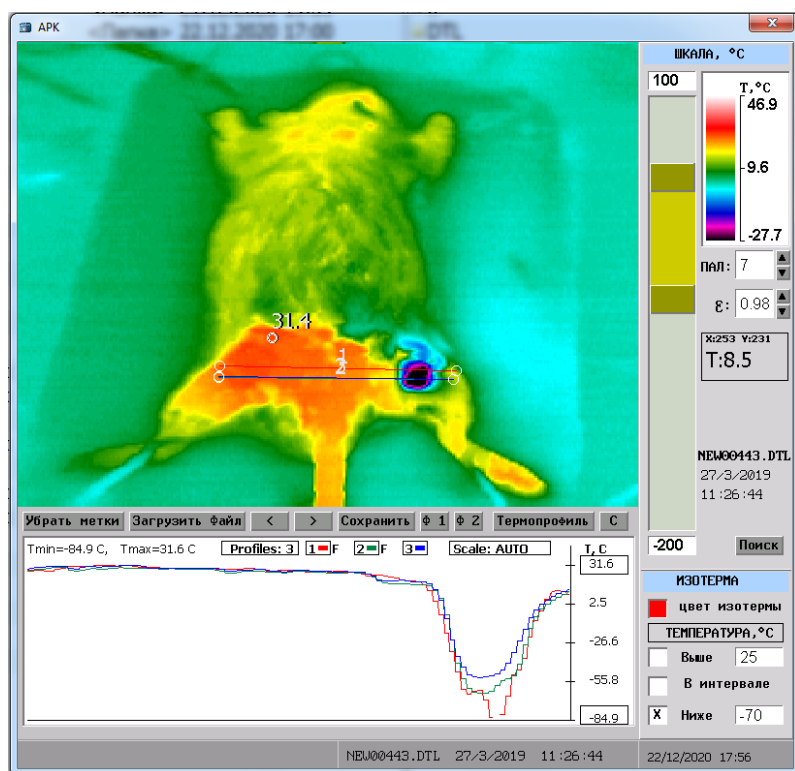 <Папка> 22.12.2020 17:00
DTL
APK
ШКАЛА, °C
100
T,°C
46.9
9.6
-27.7
ПАЛ: 7
ε: 0.98
X:253 Y:231
T:8.5
31.4
1
2
NEW00443.DTL
27/3/2019
11:26:44
-200
Поиск
Убрать метки Загрузить Файл < > Сохранить Ф 1 Ф 2 Термопрофиль С
Tmin=-84.9 C, Tmax=31.6 C Profiles: 3 1 F 2 F 3 Scale: AUTO T, C
31.6
2.5
-26.6
-55.8
-84.9
ИЗОТЕРМА
цвет изотермы
ТЕМПЕРАТУРА,°C
Выше 25
В интервале
X Ниже -70
NEW00443.DTL 27/3/2019 11:26:44
22/12/2020 17:56